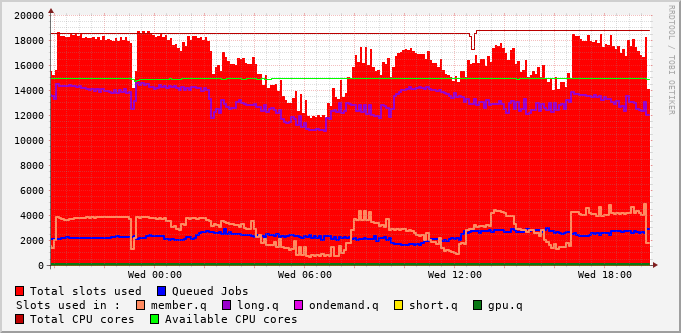 20000
18000
16000
14000
12000
10000
8000
6000
4000
2000
0
Wed 00:00 Wed 06:00 Wed 12:00 Wed 18:00
RRDTOOL / TOBI OETIKER
Total slots used Queued Jobs
Slots used in : member.q long.q ondemand.q short.q gpu.q
Total CPU cores Available CPU cores